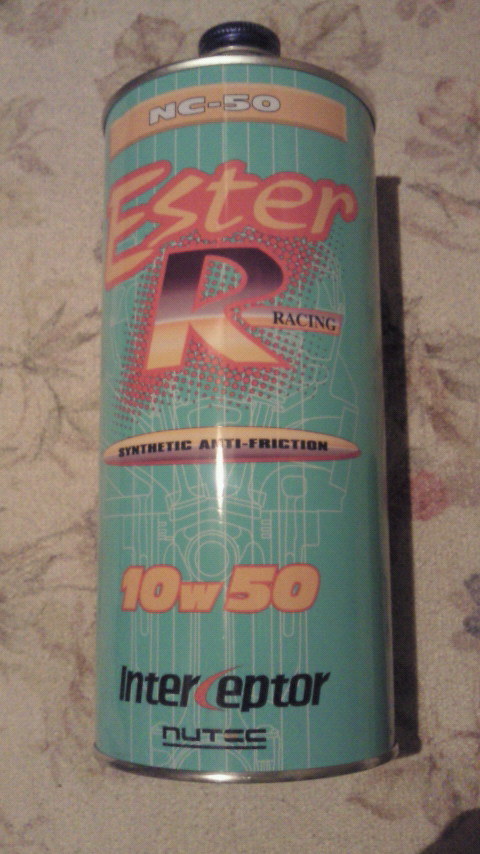 NC-50
Ester
R
RACING
SYNTHETIC ANTI-FRICTION
10w50
Interceptor
NUTEC